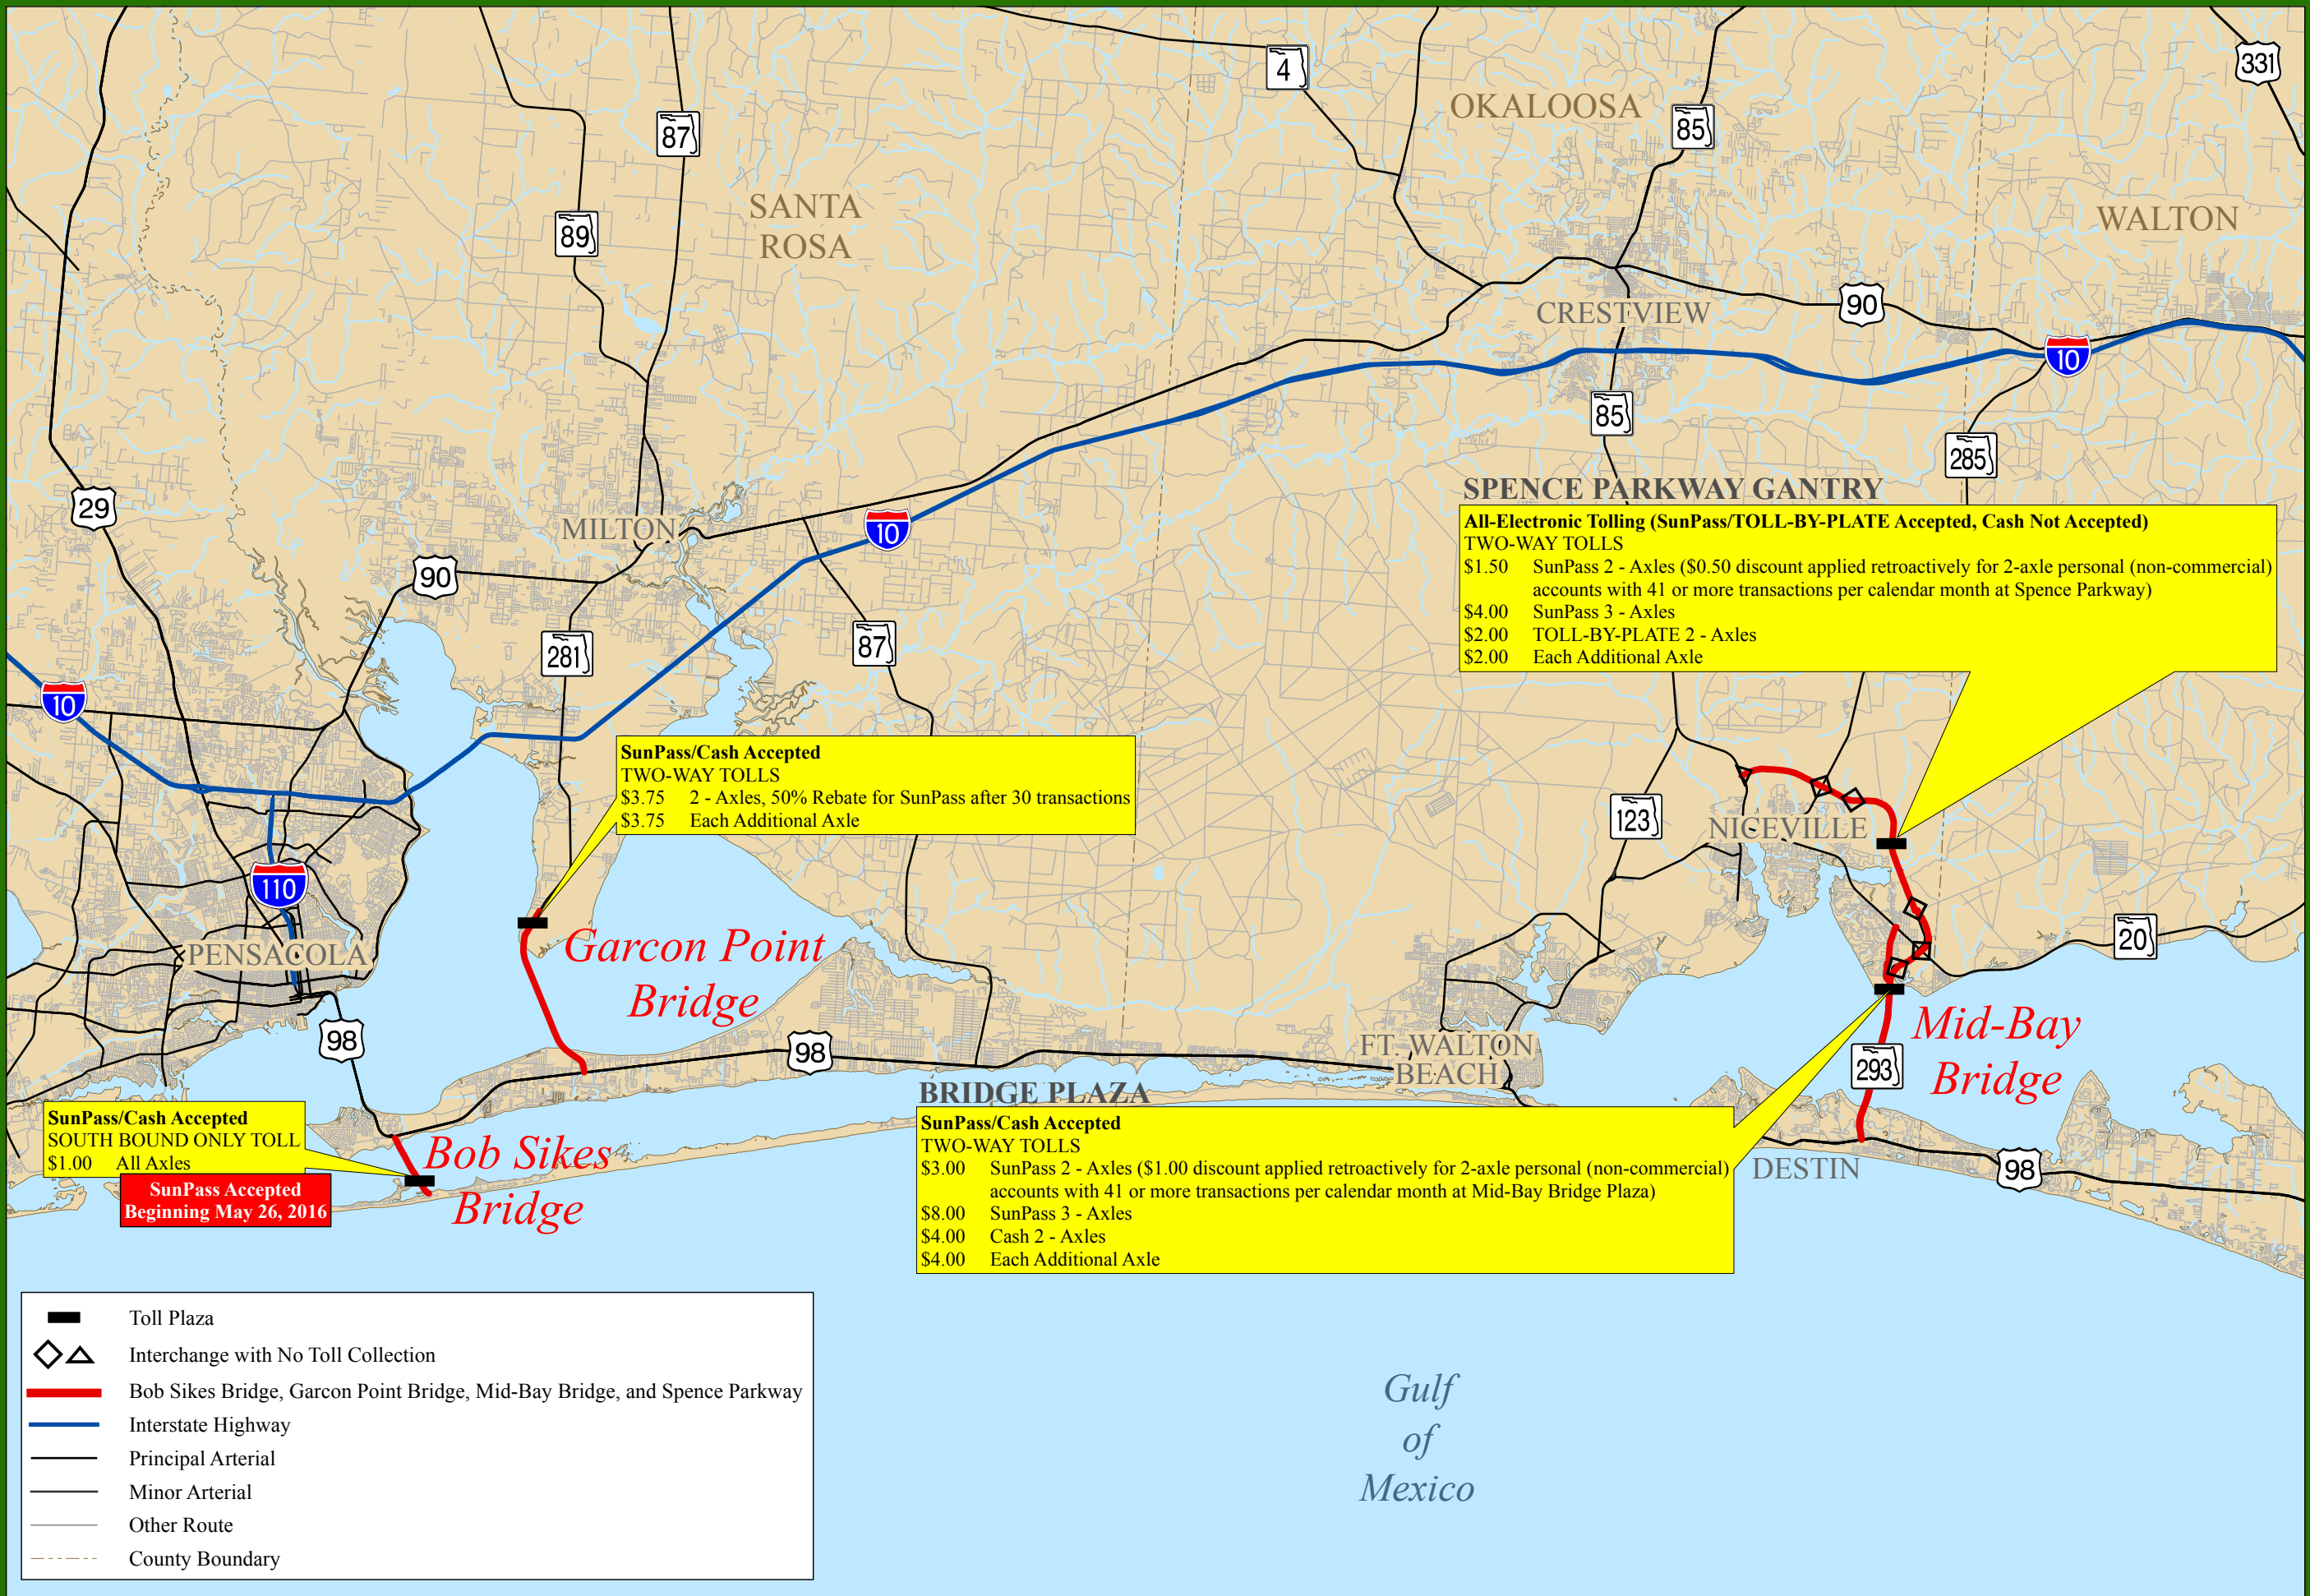 4
331
OKALOOSA
85
87
SANTA
ROSA
WALTON
89
90
CRESTVIEW
10
85
285
29
SPENCE PARKWAY GANTRY
All-Electronic Tolling (SunPass/TOLL-BY-PLATE Accepted, Cash Not Accepted)
TWO-WAY TOLLS
$1.50 SunPass 2 - Axles ($0.50 discount applied retroactively for 2-axle personal (non-commercial)
accounts with 41 or more transactions per calendar month at Spence Parkway)
$4.00 SunPass 3 - Axles
$2.00 TOLL-BY-PLATE 2 - Axles
$2.00 Each Additional Axle
MILTON
10
90
281
87
10
SunPass/Cash Accepted
TWO-WAY TOLLS
$3.75 2 - Axles, 50% Rebate for SunPass after 30 transactions
$3.75 Each Additional Axle
123
NICEVILLE
110
PENSACOLA
Garcon Point
Bridge
20
98
98
FT. WALTON
BEACH
Mid-Bay
Bridge
293
BRIDGE PLAZA
SunPass/Cash Accepted
TWO-WAY TOLLS
$3.00 SunPass 2 - Axles ($1.00 discount applied retroactively for 2-axle personal (non-commercial)
accounts with 41 or more transactions per calendar month at Mid-Bay Bridge Plaza)
$8.00 SunPass 3 - Axles
$4.00 Cash 2 - Axles
$4.00 Each Additional Axle
DESTIN
98
SunPass/Cash Accepted
SOUTH BOUND ONLY TOLL
$1.00 All Axles
SunPass Accepted
Beginning May 26, 2016
Bob Sikes
Bridge
Toll Plaza
Interchange with No Toll Collection
Bob Sikes Bridge, Garcon Point Bridge, Mid-Bay Bridge, and Spence Parkway
Interstate Highway
Principal Arterial
Minor Arterial
Other Route
County Boundary
Gulf
of
Mexico